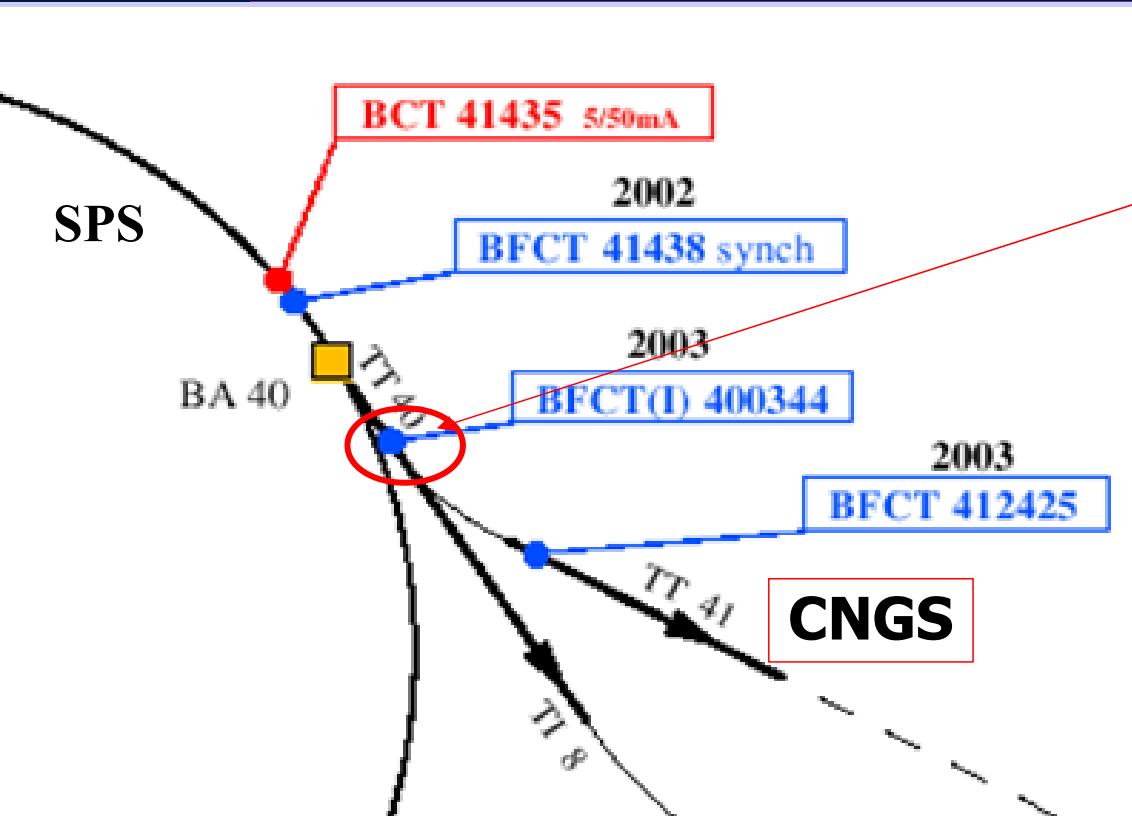 BCT 41435 5/50mA
2002
SPS
BFCT 41438 synch
2003
TT 40
BA 40
BFCT(I) 400344
2003
BFCT 412425
TT 41
CNGS
TI 8